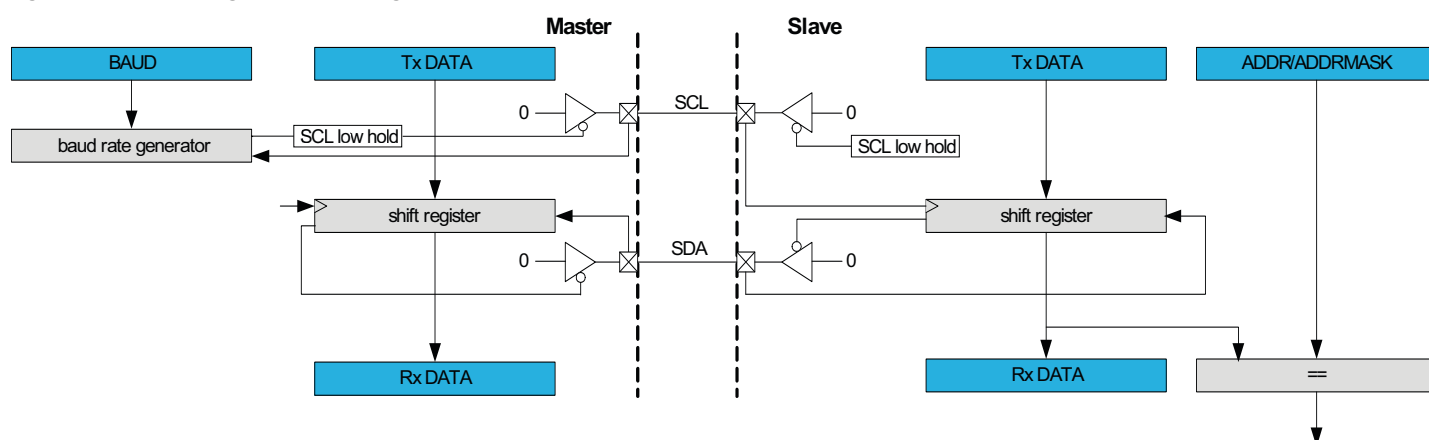 Master
Slave
BAUD
Tx DATA
Tx DATA
ADDR/ADDRMASK
0
SCL
0
SCL low hold
baud rate generator
SCL low hold
shift register
shift register
0
SDA
0
Rx DATA
Rx DATA
==